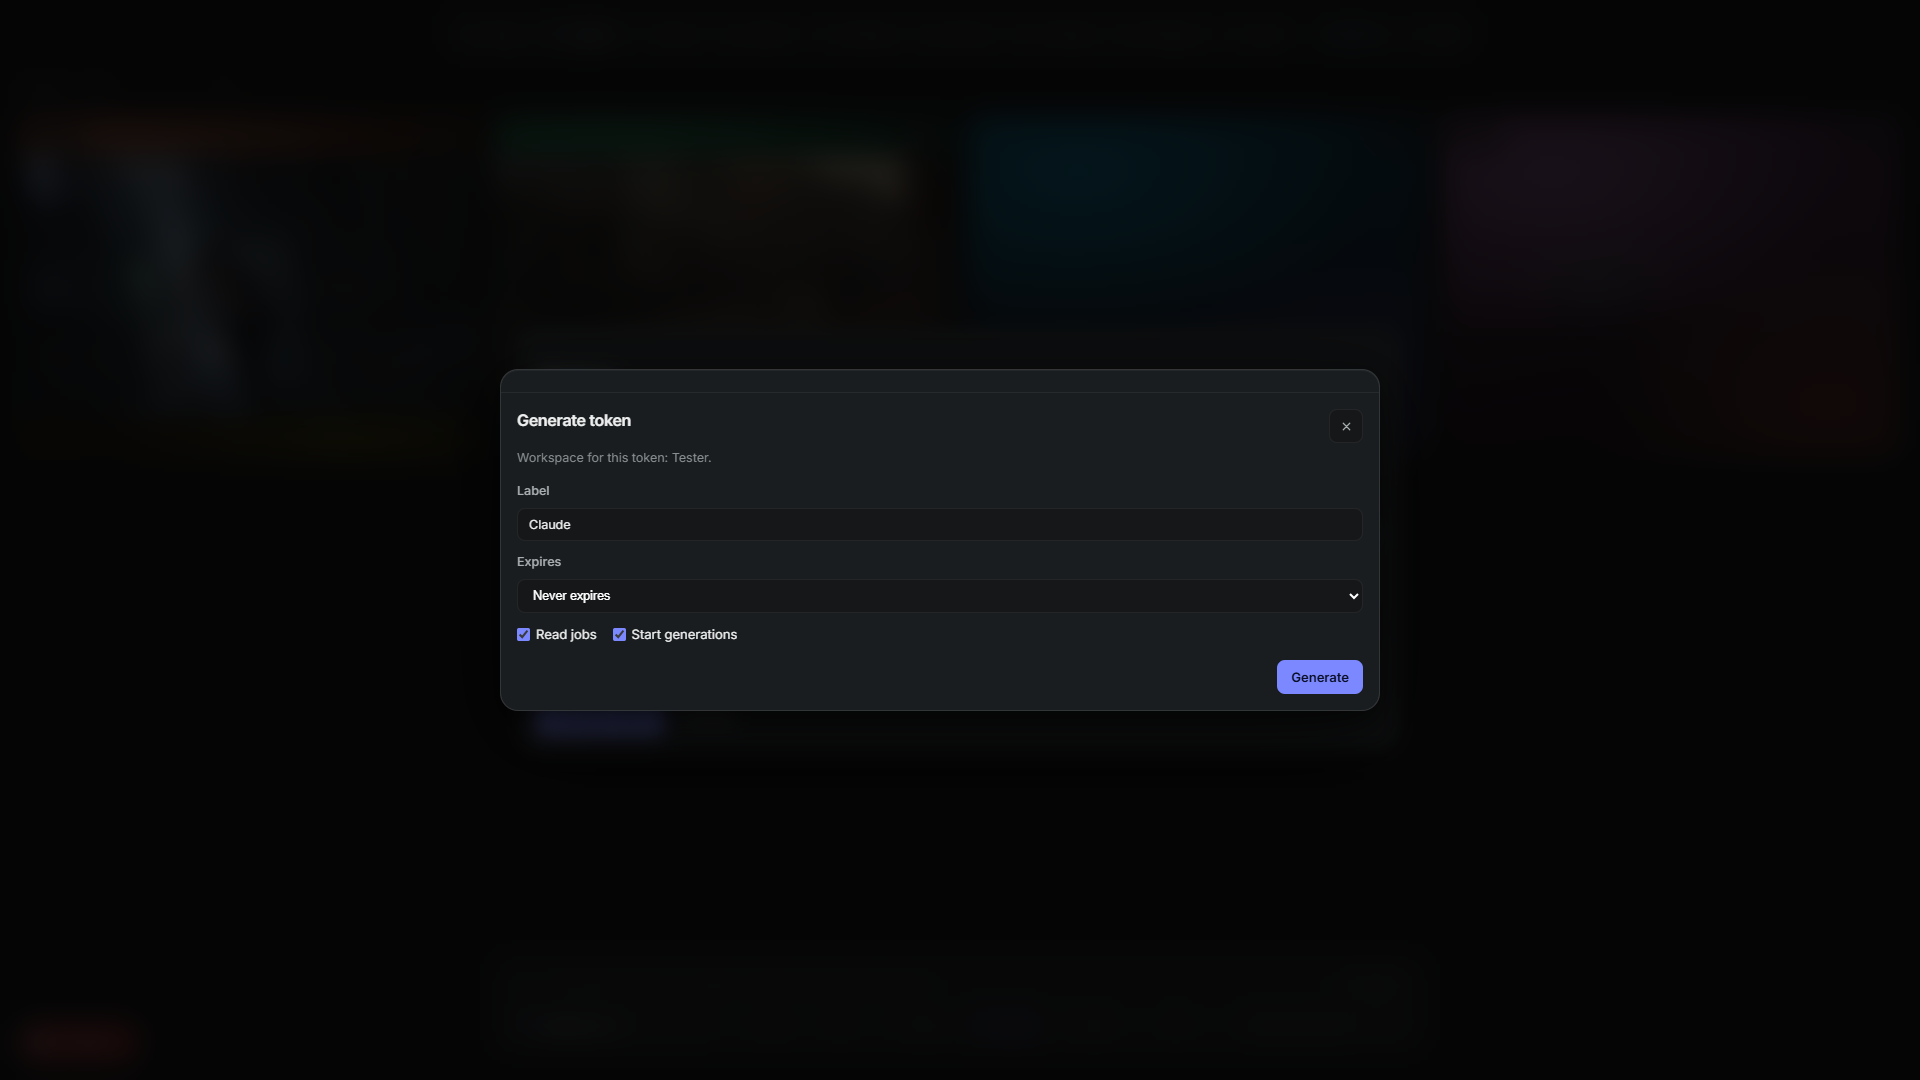 Generate token
Workspace for this token: Tester.
Label
Claude
Expires
Never expires
Read jobs Start generations
Generate